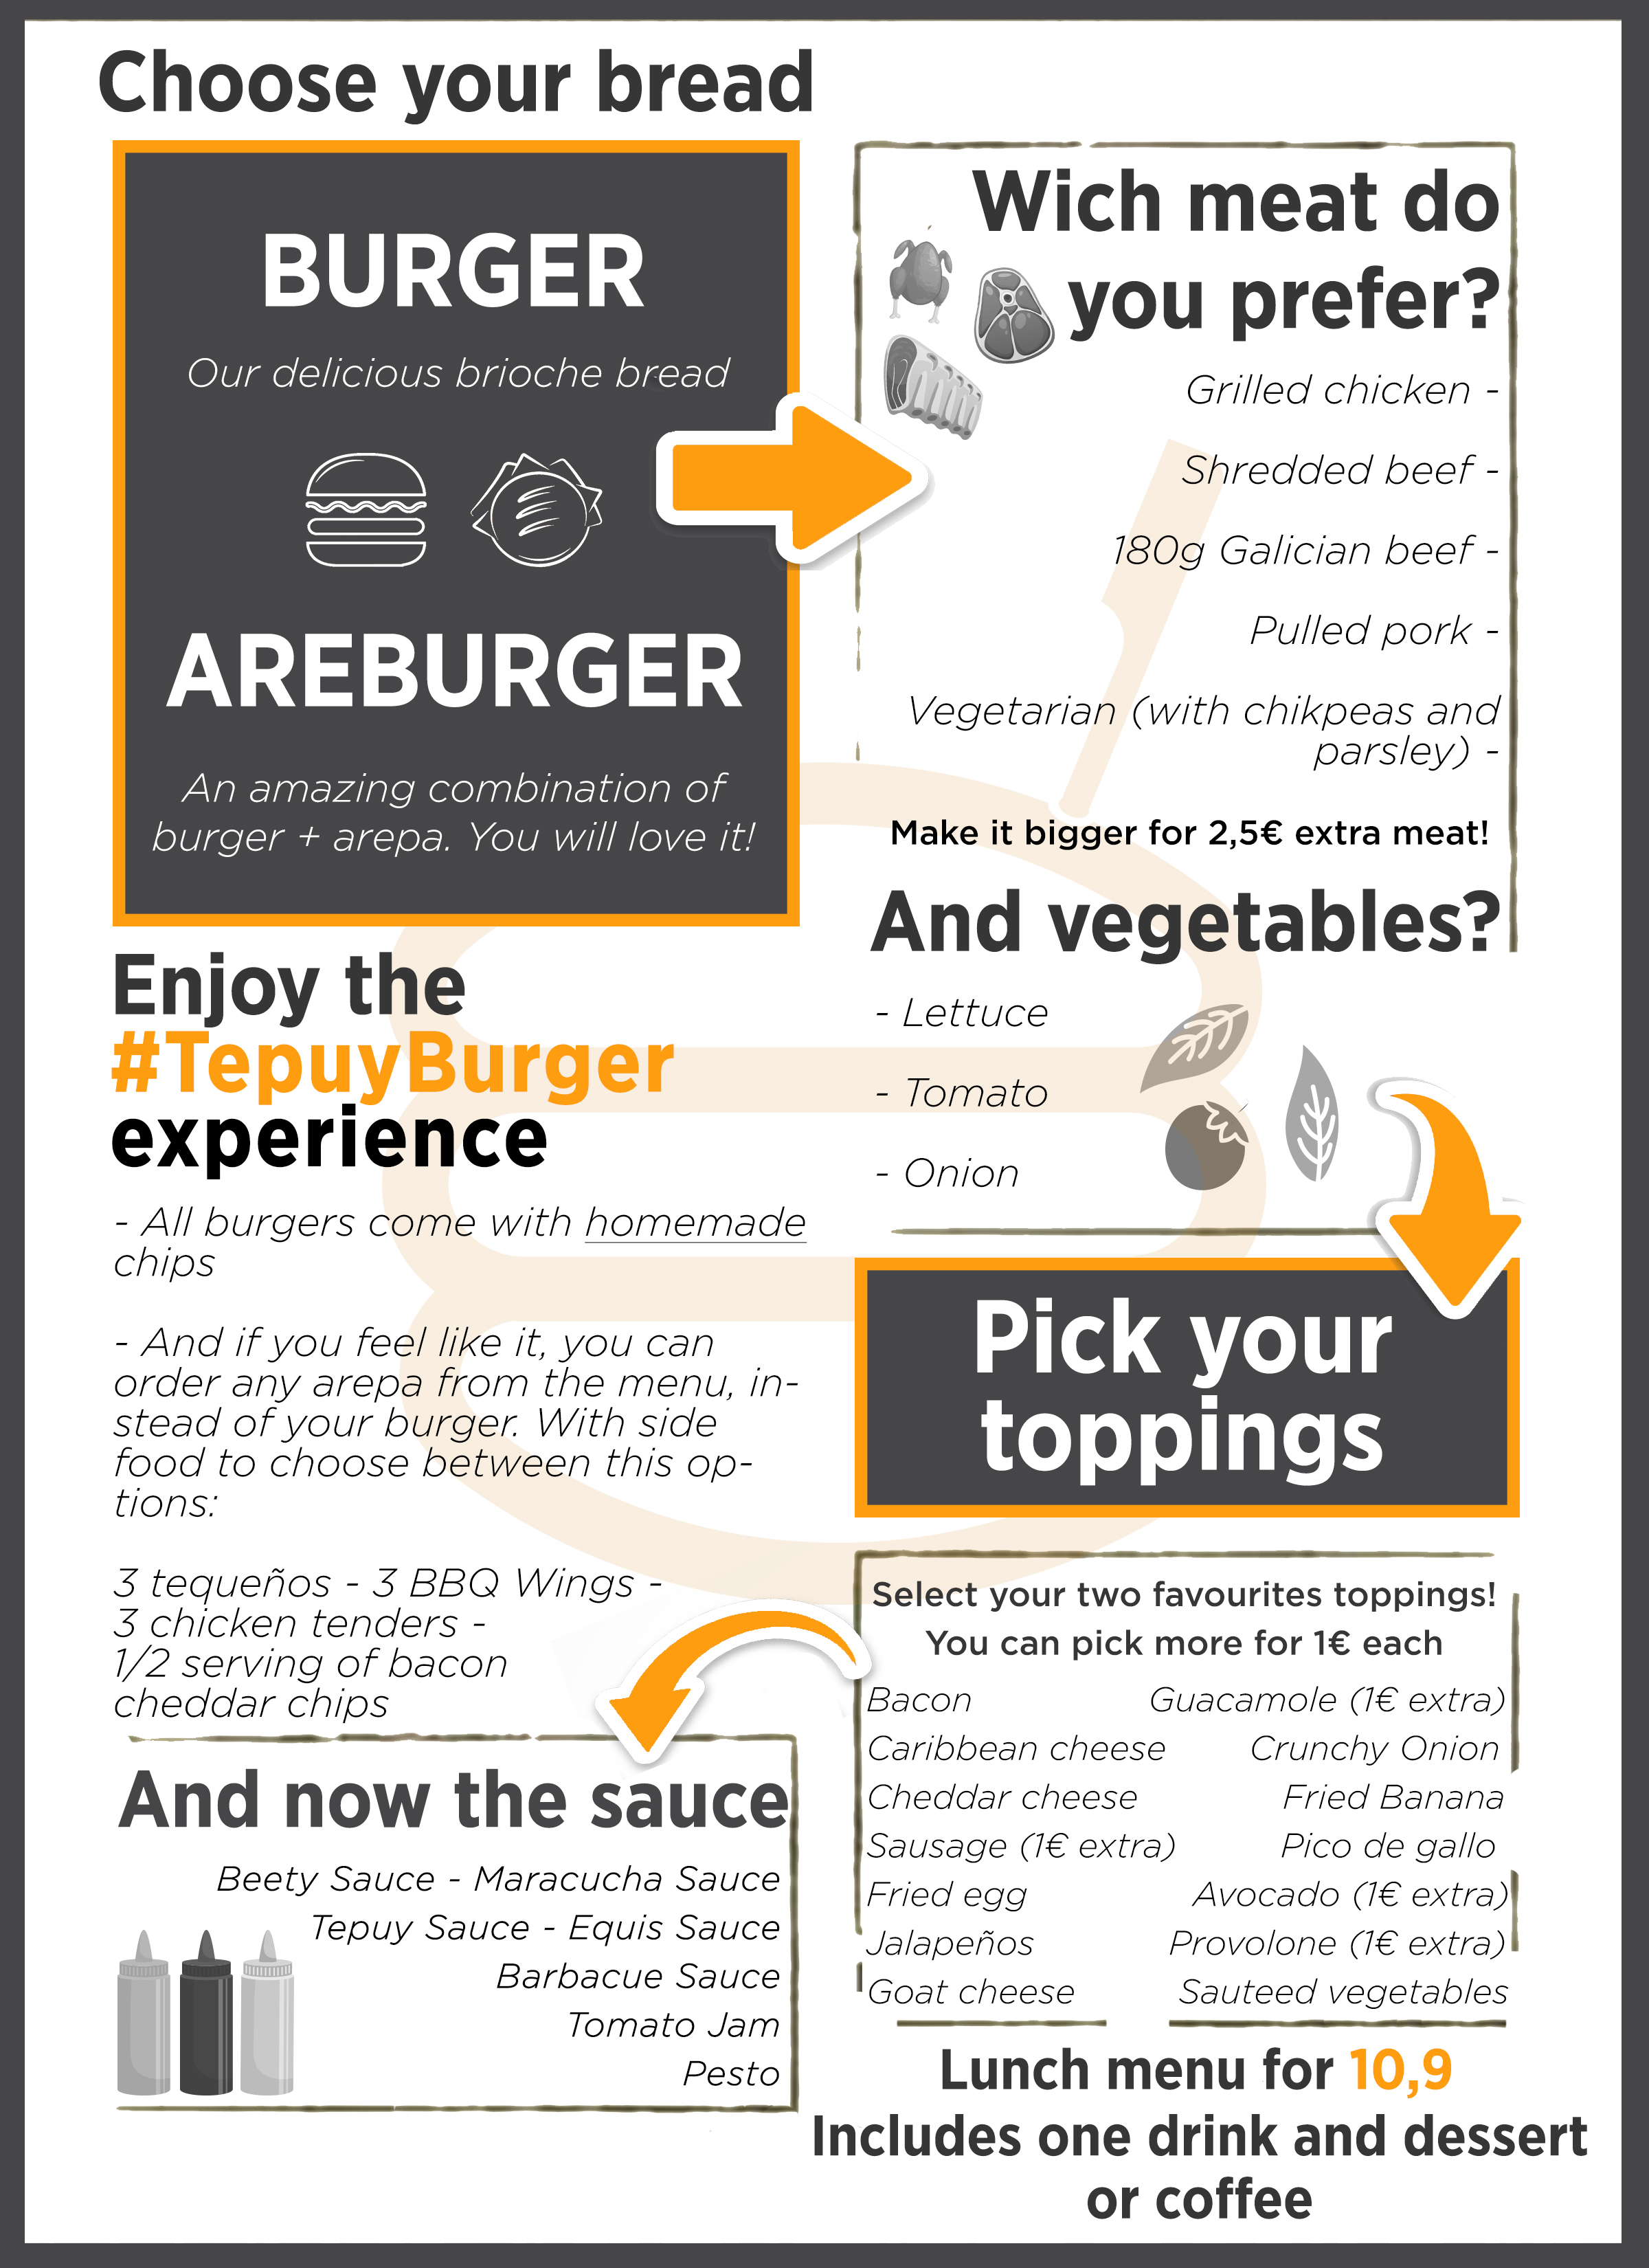 Choose your bread
BURGER
Our delicious brioche bread
AREBURGER
An amazing combination of
burger + arepa. You will love it!
Wich meat do
you prefer?
Grilled chicken -
Shredded beef -
180g Galician beef -
Pulled pork -
Vegetarian (with chikpeas and
parsley) -
Make it bigger for 2,5€ extra meat!
And vegetables?
- Lettuce
- Tomato
- Onion
Enjoy the
#TepuyBurger
experience
- All burgers come with homemade
chips
- And if you feel like it, you can
order any arepa from the menu, in-
stead of your burger. With side
food to choose between this op-
tions:
3 tequeños - 3 BBQ Wings -
3 chicken tenders -
1/2 serving of bacon
cheddar chips
Pick your
toppings
Select your two favourites toppings!
You can pick more for 1€ each
Bacon
Caribbean cheese
Cheddar cheese
Sausage (1€ extra)
Fried egg
Jalapeños
Goat cheese
Guacamole (1€ extra)
Crunchy Onion
Fried Banana
Pico de gallo
Avocado (1€ extra)
Provolone (1€ extra)
Sauteed vegetables
And now the sauce
Beety Sauce - Maracucha Sauce
Tepuy Sauce - Equis Sauce
Barbacue Sauce
Tomato Jam
Pesto
Lunch menu for 10,9
Includes one drink and dessert
or coffee